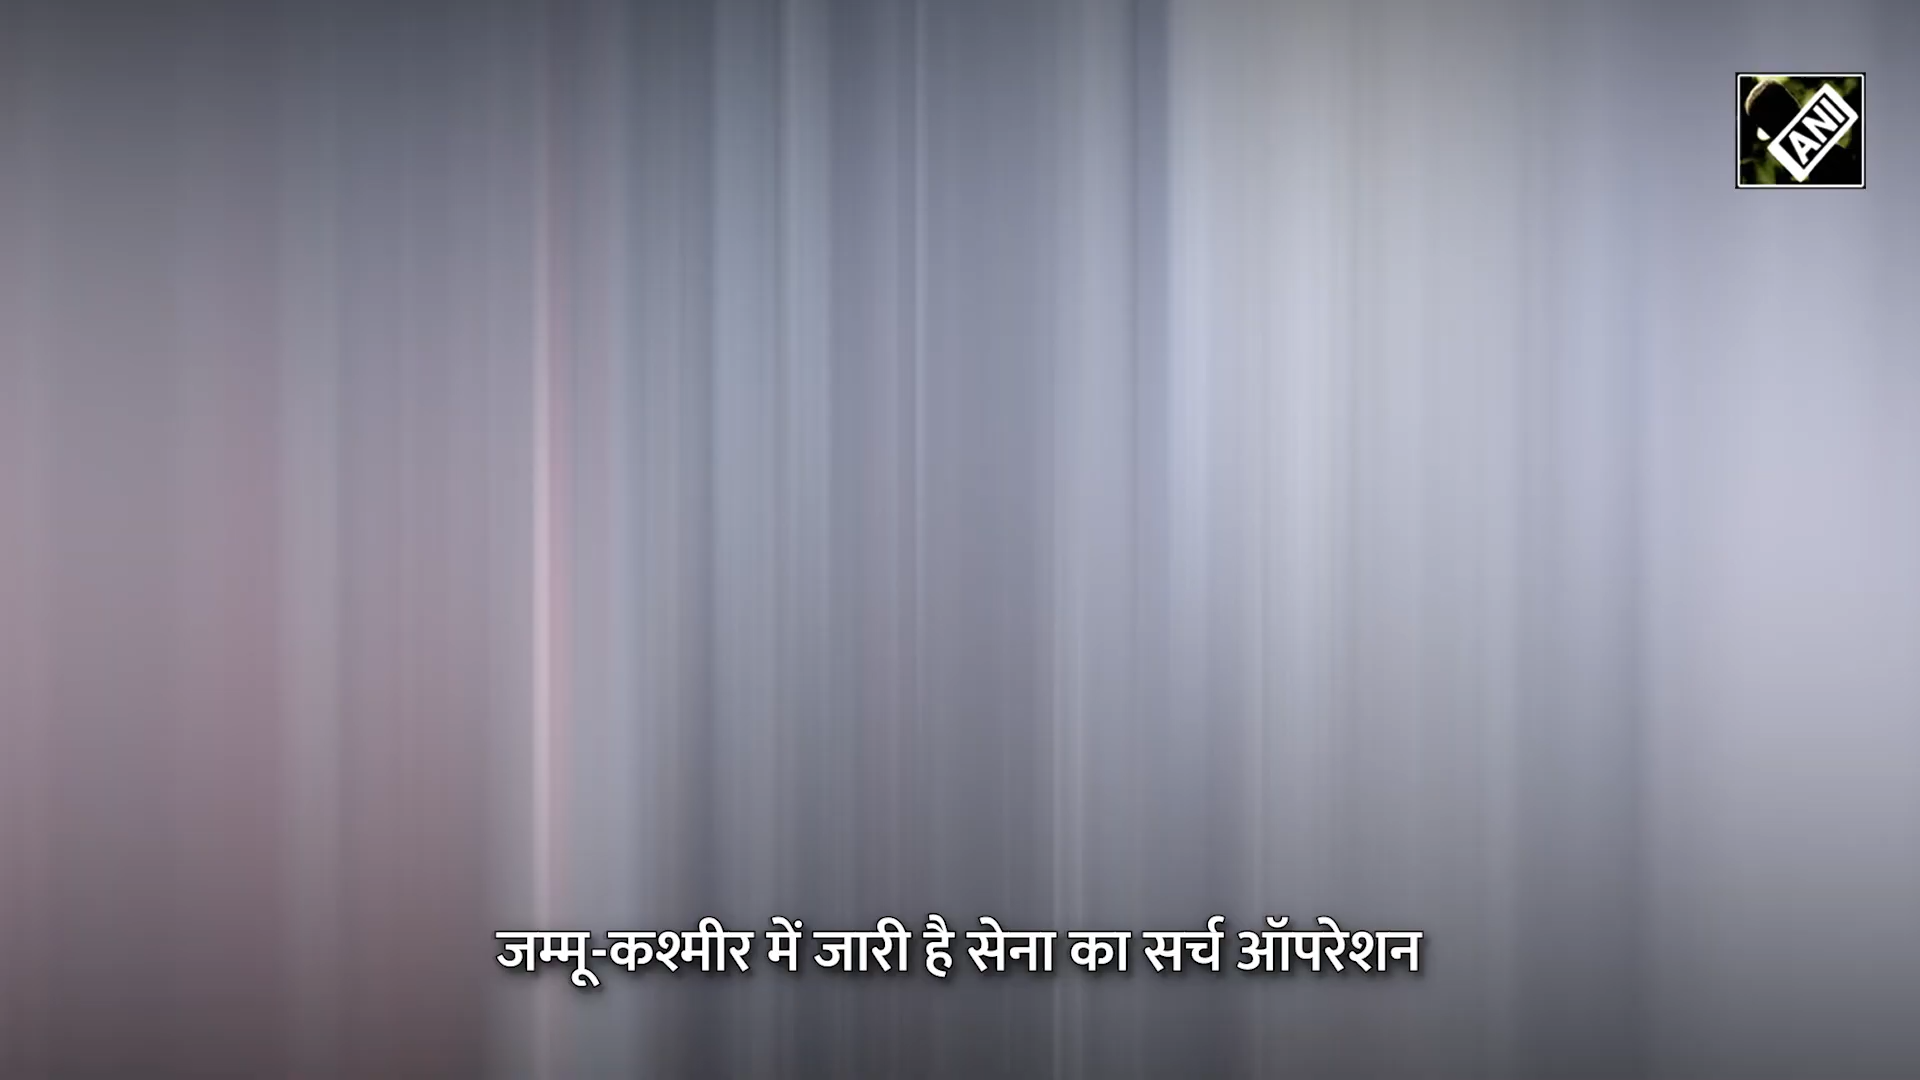 ANI
जम्मू-कश्मीर में जारी है सेना का सर्च ऑपरेशन